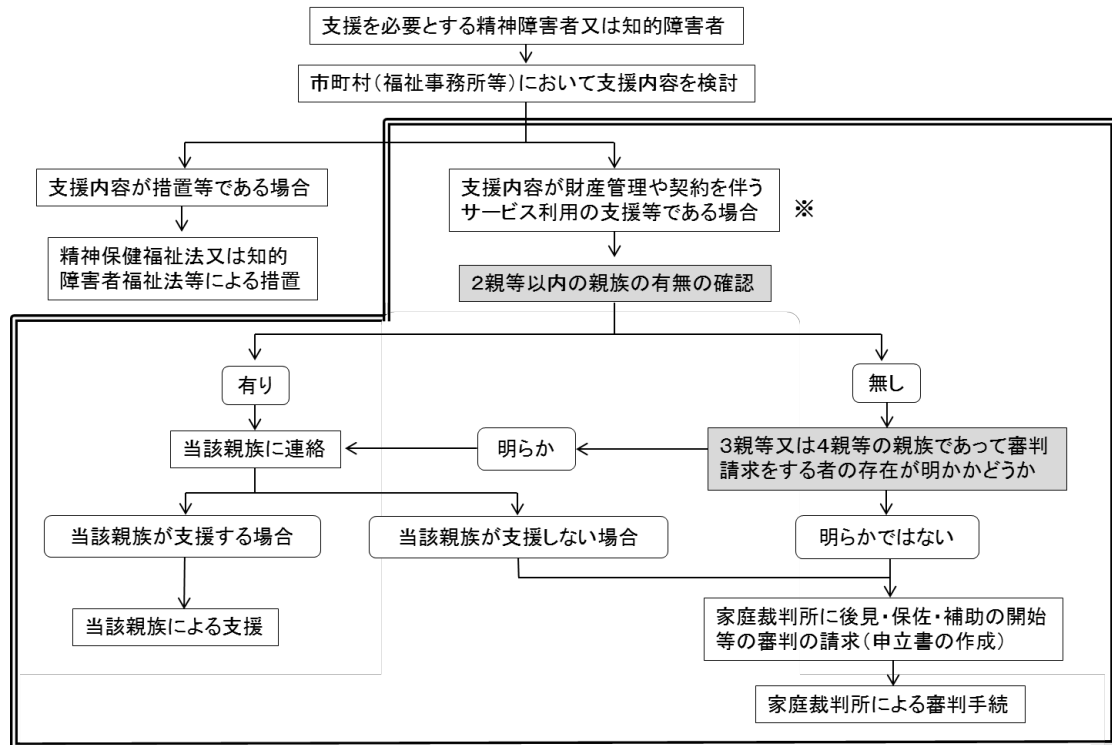 支援を必要とする精神障害者又は知的障害者
市町村(福祉事務所等)において支援内容を検討
支援内容が措置等である場合
支援内容が財産管理や契約を伴う
サービス利用の支援等である場合
※
精神保健福祉法又は知的
障害者福祉法等による措置
2親等以内の親族の有無の確認
有り
無し
当該親族に連絡
明らか
3親等又は4親等の親族であって審判
請求をする者の存在が明かかどうか
当該親族が支援する場合
当該親族が支援しない場合
明らかではない
当該親族による支援
家庭裁判所に後見・保佐・補助の開始
等の審判の請求(申立書の作成)
家庭裁判所による審判手続